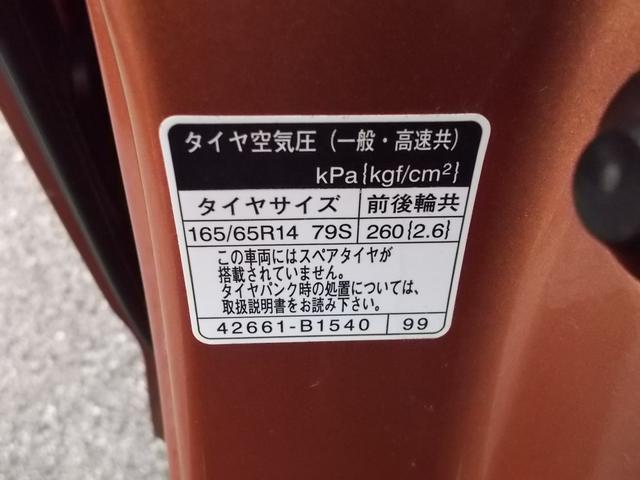 タイヤ空気圧（一般・高速共）
kPa{kgf/cm²}
タイヤサイズ 前後輪共
165/65R14 79S 260{2.6}
この車両にはスペアタイヤが
搭載されていません。
タイヤパンク時の処置については、
取扱説明書をお読み下さい。
42661-B1540 99